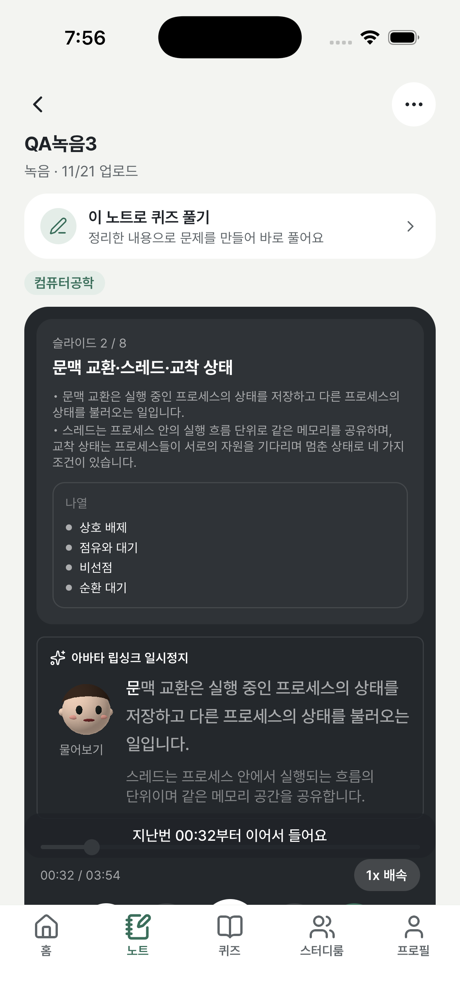 7:56
QA녹음3
녹음 · 11/21 업로드
이 노트로 퀴즈 풀기
정리한 내용으로 문제를 만들어 바로 풀어요
컴퓨터공학
슬라이드 2 / 8
문맥 교환·스레드·교착 상태
• 문맥 교환은 실행 중인 프로세스의 상태를 저장하고 다른 프로세스의
상태를 불러오는 일입니다.
• 스레드는 프로세스 안의 실행 흐름 단위로 같은 메모리를 공유하며,
교착 상태는 프로세스들이 서로의 자원을 기다리며 멈춘 상태로 네 가지
조건이 있습니다.
나열
상호 배제
점유와 대기
비선점
순환 대기
아바타 립싱크 일시정지
문맥 교환은 실행 중인 프로세스의 상태를
저장하고 다른 프로세스의 상태를 불러오는
일입니다.
물어보기
스레드는 프로세스 안에서 실행되는 흐름의
단위이며 같은 메모리 공간을 공유합니다.
지난번 00:32부터 이어서 들어요
00:32 / 03:54
1x 배속
홈
노트
퀴즈
스터디룸
프로필